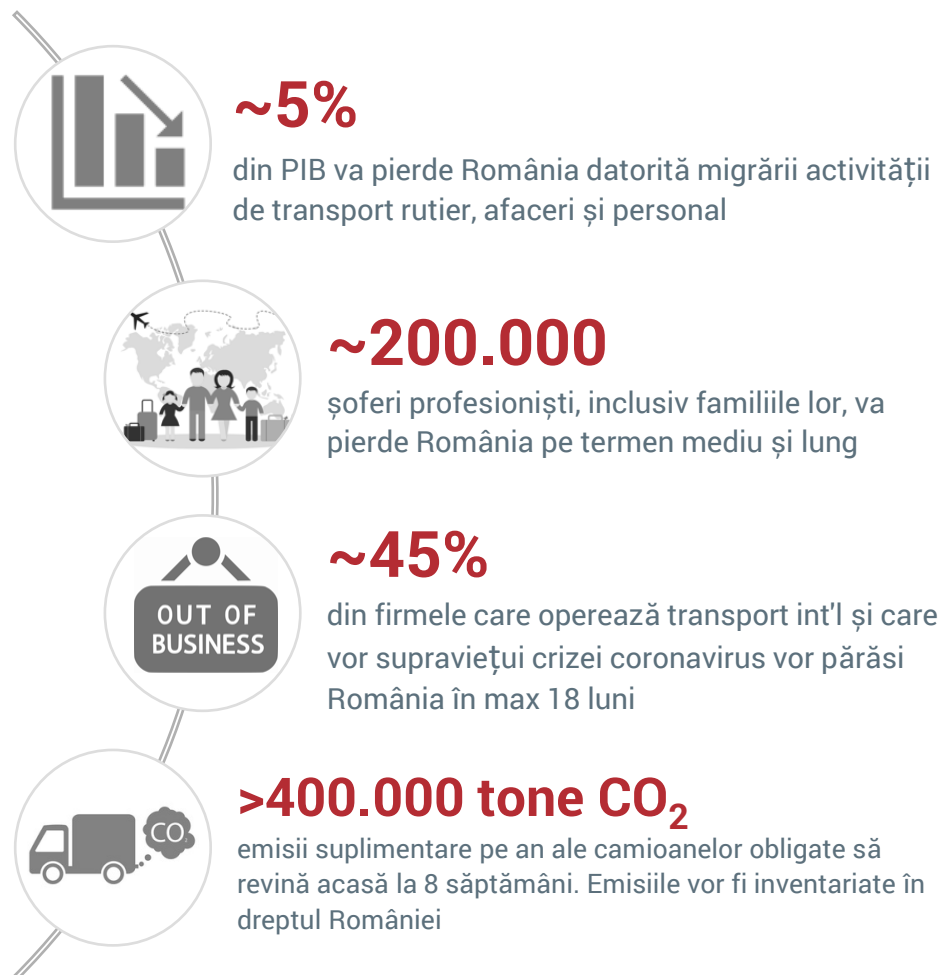 ~5%
din PIB va pierde România datorită migrării activității
de transport rutier, afaceri și personal
~200.000
șoferi profesioniști, inclusiv familiile lor, va
pierde România pe termen mediu și lung
~45%
OUT OF
BUSINESS
din firmele care operează transport int'l și care
vor supraviețui crizei coronavirus vor părăsi
România în max 18 luni
>400.000 tone CO₂
CO₂
emisii suplimentare pe an ale camioanelor obligate să
revină acasă la 8 săptămâni. Emisiile vor fi inventariate în
dreptul României